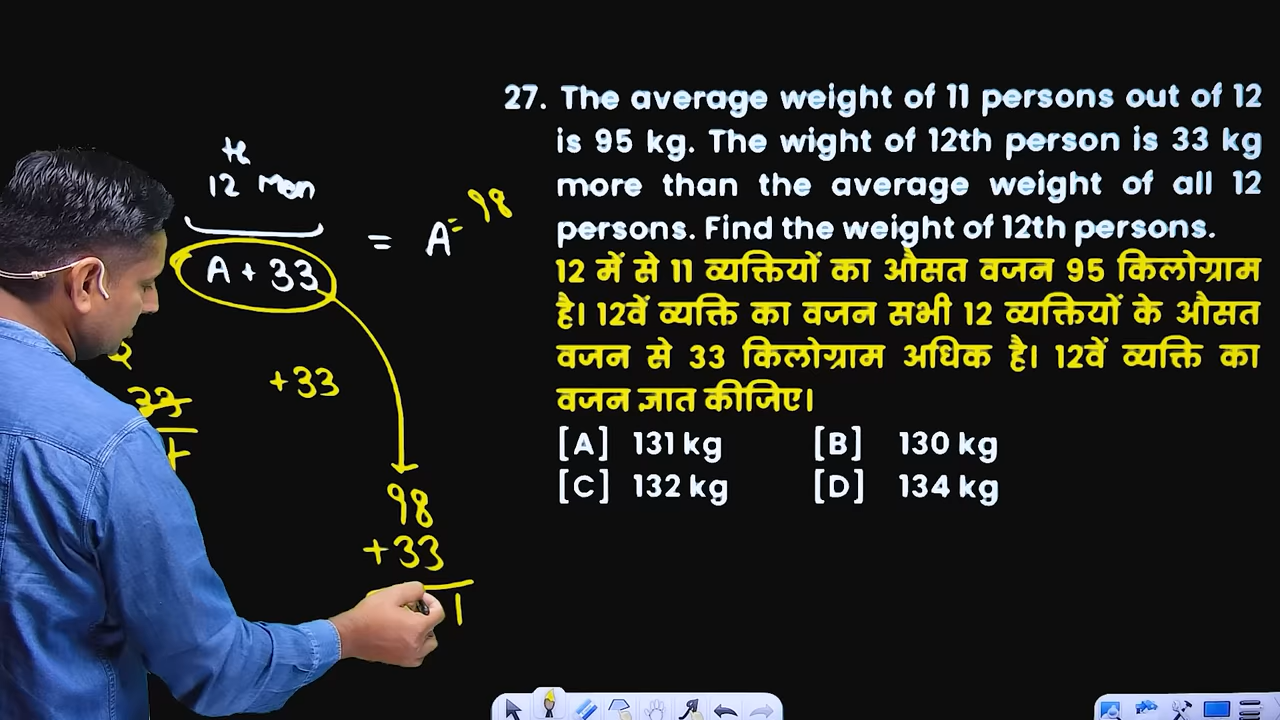 27. The average weight of 11 persons out of 12
is 95 kg. The wight of 12th person is 33 kg
more than the average weight of all 12
persons. Find the weight of 12th persons.
12 में से 11 व्यक्तियों का औसत वजन 95 किलोग्राम
है। 12वें व्यक्ति का वजन सभी 12 व्यक्तियों के औसत
वजन से 33 किलोग्राम अधिक है। 12वें व्यक्ति का
वजन ज्ञात कीजिए।
[A] 131 kg [B] 130 kg
[C] 132 kg [D] 134 kg
th
12 Man
A + 33 = A = 98
+33
98
+33
1